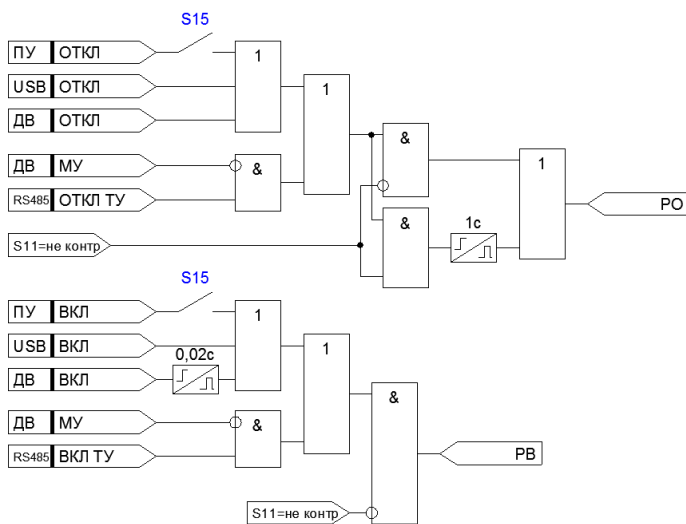 S15
ПУ ОТКЛ
1
USB ОТКЛ
ДВ ОТКЛ
1
&
ДВ МУ
&
1
RS485 ОТКЛ ТУ
РО
&
1с
S11=не контр
S15
ПУ ВКЛ
1
USB ВКЛ
1
0,02с
ДВ ВКЛ
&
ДВ МУ
&
RS485 ВКЛ ТУ
РВ
S11=не контр